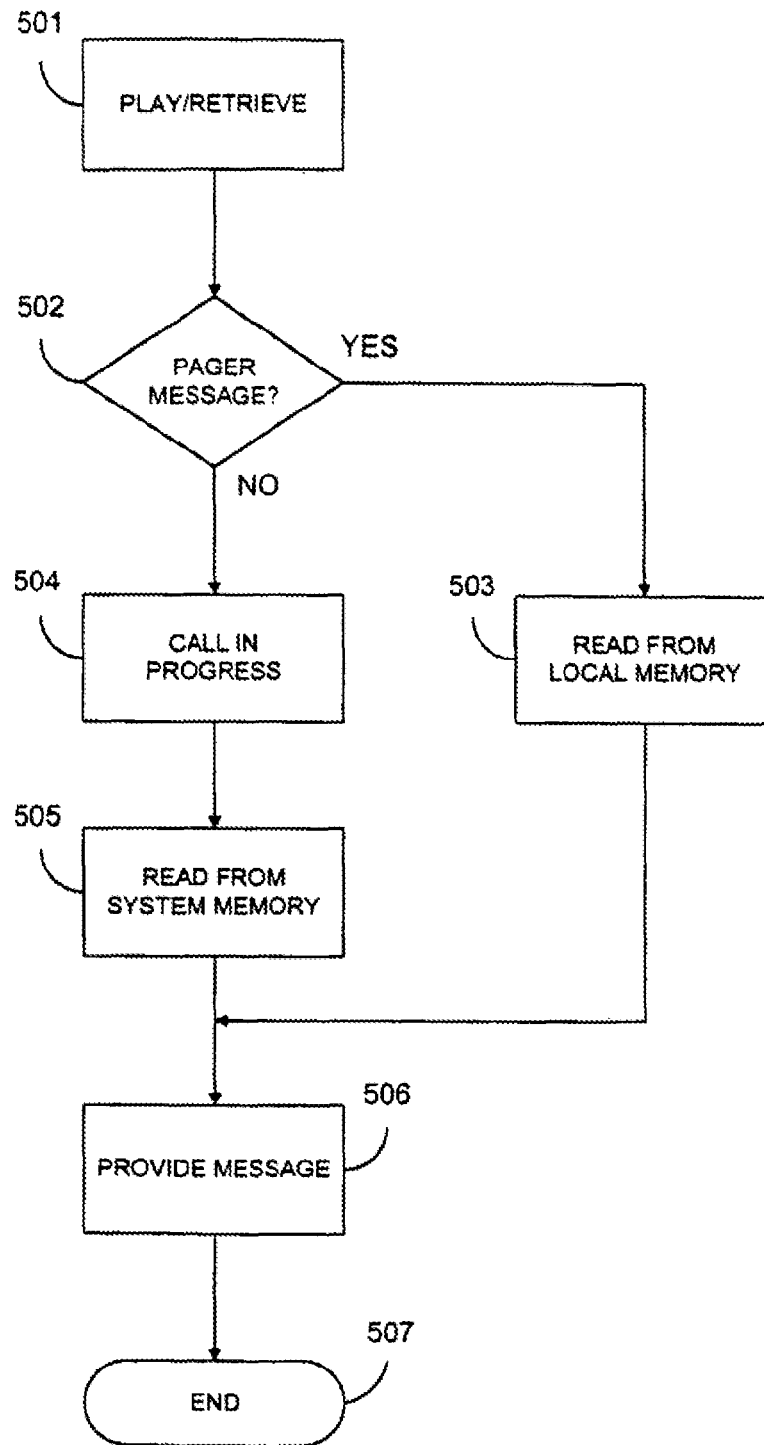 501
PLAY/RETRIEVE
502
PAGER
MESSAGE?
YES
NO
504
CALL IN
PROGRESS
503
READ FROM
LOCAL MEMORY
505
READ FROM
SYSTEM MEMORY
506
PROVIDE MESSAGE
507
END